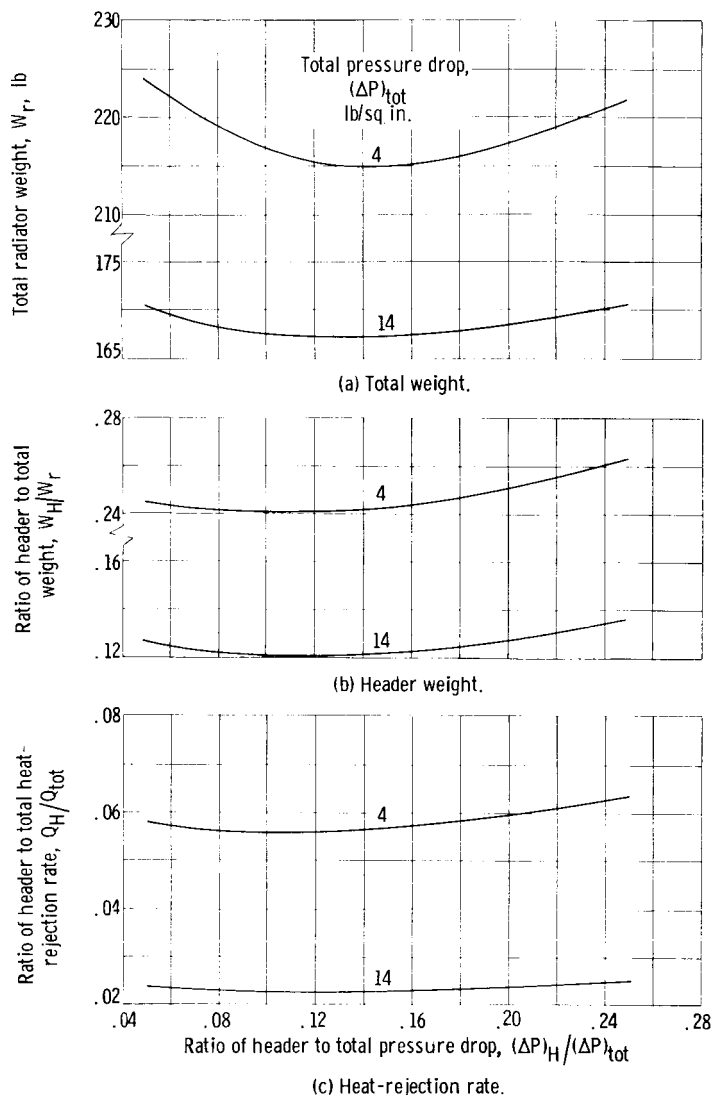 Total radiator weight, W_r, lb
230
220
210
175
165
Total pressure drop,
(ΔP)_tot
lb/sq in.
4
14
(a) Total weight.
Ratio of header to total
weight, W_H/W_r
.28
.24
.16
.12
4
14
(b) Header weight.
Ratio of header to total heat-
rejection rate, Q_H/Q_tot
.08
.06
.04
.02
4
14
.04 .08 .12 .16 .20 .24 .28
Ratio of header to total pressure drop, (ΔP)_H/(ΔP)_tot
(c) Heat-rejection rate.